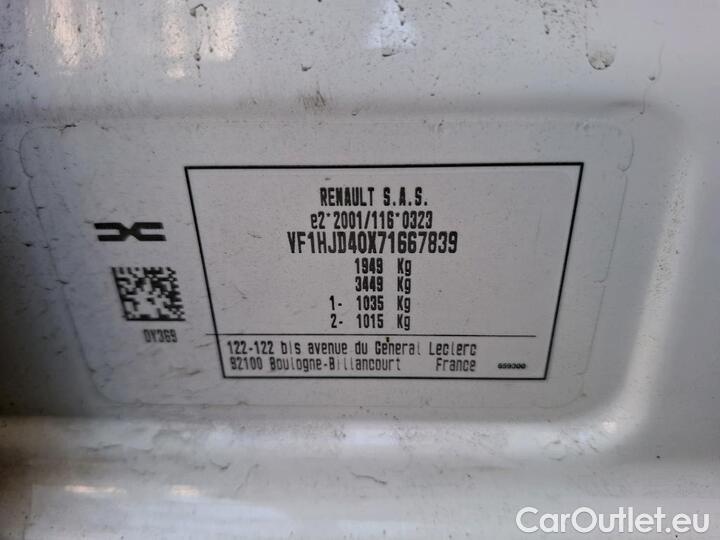 RENAULT S.A.S.
e2*2001/116*0323
VF1HJD40X71667839
1949 Kg
3449 Kg
1- 1035 Kg
2- 1015 Kg
DY369
122-122 bis avenue du Général Leclerc
92100 Boulogne-Billancourt France
659300
CarOutlet.eu